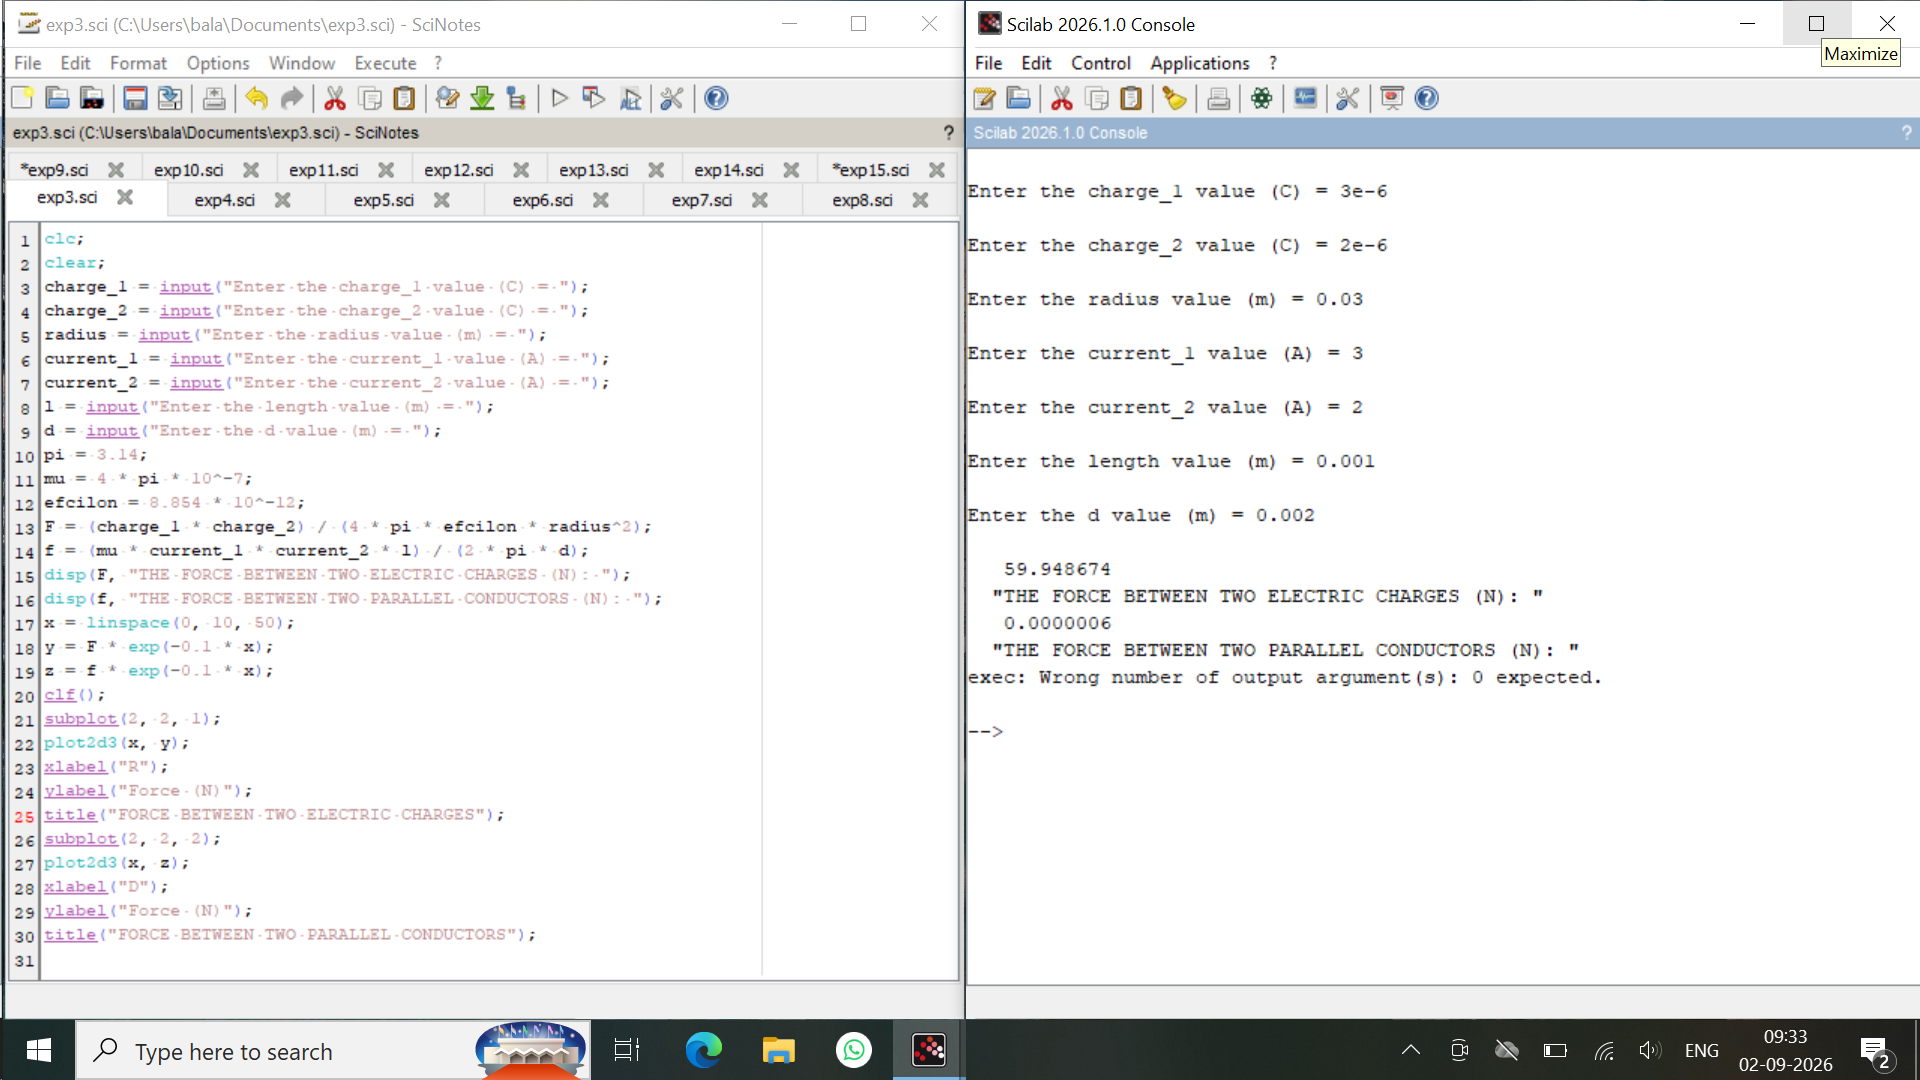 exp3.sci (C:\Users\bala\Documents\exp3.sci) - SciNotes
File Edit Format Options Window Execute ?
exp3.sci (C:\Users\bala\Documents\exp3.sci) - SciNotes ?
*exp9.sci exp10.sci exp11.sci exp12.sci exp13.sci exp14.sci *exp15.sci
exp3.sci exp4.sci exp5.sci exp6.sci exp7.sci exp8.sci
1 clc;
2 clear;
3 charge_1 = input("Enter the charge_1 value (C) = ");
4 charge_2 = input("Enter the charge_2 value (C) = ");
5 radius = input("Enter the radius value (m) = ");
6 current_1 = input("Enter the current_1 value (A) = ");
7 current_2 = input("Enter the current_2 value (A) = ");
8 l = input("Enter the length value (m) = ");
9 d = input("Enter the d value (m) = ");
10 pi = 3.14;
11 mu = 4 * pi * 10^-7;
12 efcilon = 8.854 * 10^-12;
13 F = (charge_1 * charge_2) / (4 * pi * efcilon * radius^2);
14 f = (mu * current_1 * current_2 * l) / (2 * pi * d);
15 disp(F, "THE FORCE BETWEEN TWO ELECTRIC CHARGES (N): ");
16 disp(f, "THE FORCE BETWEEN TWO PARALLEL CONDUCTORS (N): ");
17 x = linspace(0, 10, 50);
18 y = F * exp(-0.1 * x);
19 z = f * exp(-0.1 * x);
20 clf();
21 subplot(2, 2, 1);
22 plot2d3(x, y);
23 xlabel("R");
24 ylabel("Force (N)");
25 title("FORCE BETWEEN TWO ELECTRIC CHARGES");
26 subplot(2, 2, 2);
27 plot2d3(x, z);
28 xlabel("D");
29 ylabel("Force (N)");
30 title("FORCE BETWEEN TWO PARALLEL CONDUCTORS");
31
Scilab 2026.1.0 Console
Maximize
File Edit Control Applications ?
Scilab 2026.1.0 Console ?
Enter the charge_1 value (C) = 3e-6
Enter the charge_2 value (C) = 2e-6
Enter the radius value (m) = 0.03
Enter the current_1 value (A) = 3
Enter the current_2 value (A) = 2
Enter the length value (m) = 0.001
Enter the d value (m) = 0.002
59.948674
"THE FORCE BETWEEN TWO ELECTRIC CHARGES (N): "
0.0000006
"THE FORCE BETWEEN TWO PARALLEL CONDUCTORS (N): "
exec: Wrong number of output argument(s): 0 expected.
-->
Type here to search
ENG
09:33
02-09-2026
2